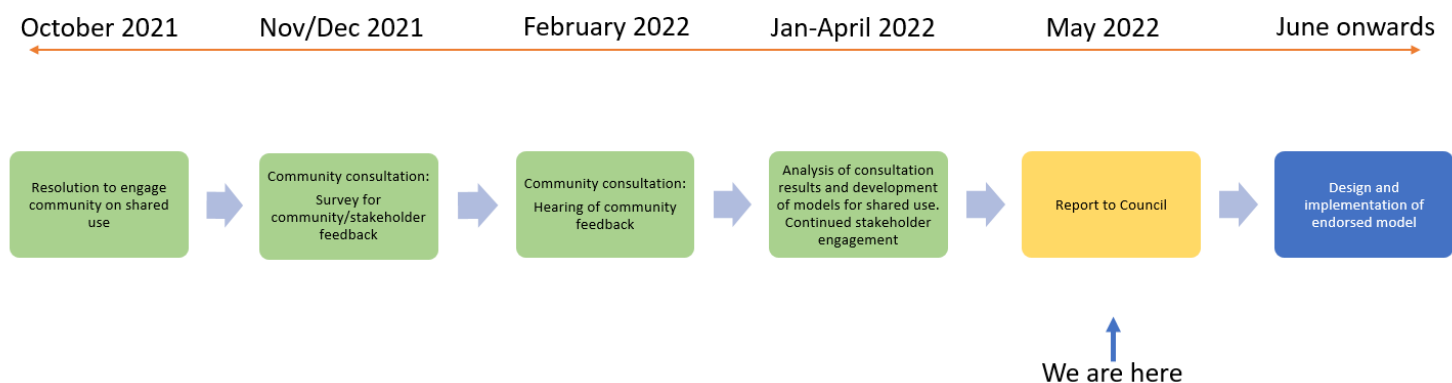 October 2021
Nov/Dec 2021
February 2022
Jan-April 2022
May 2022
June onwards
Resolution to engage
community on shared
use
Community consultation:
Survey for
community/stakeholder
feedback
Community consultation:
Hearing of community
feedback
Analysis of consultation
results and development
of models for shared use.
Continued stakeholder
engagement
Report to Council
Design and
implementation of
endorsed model
We are here